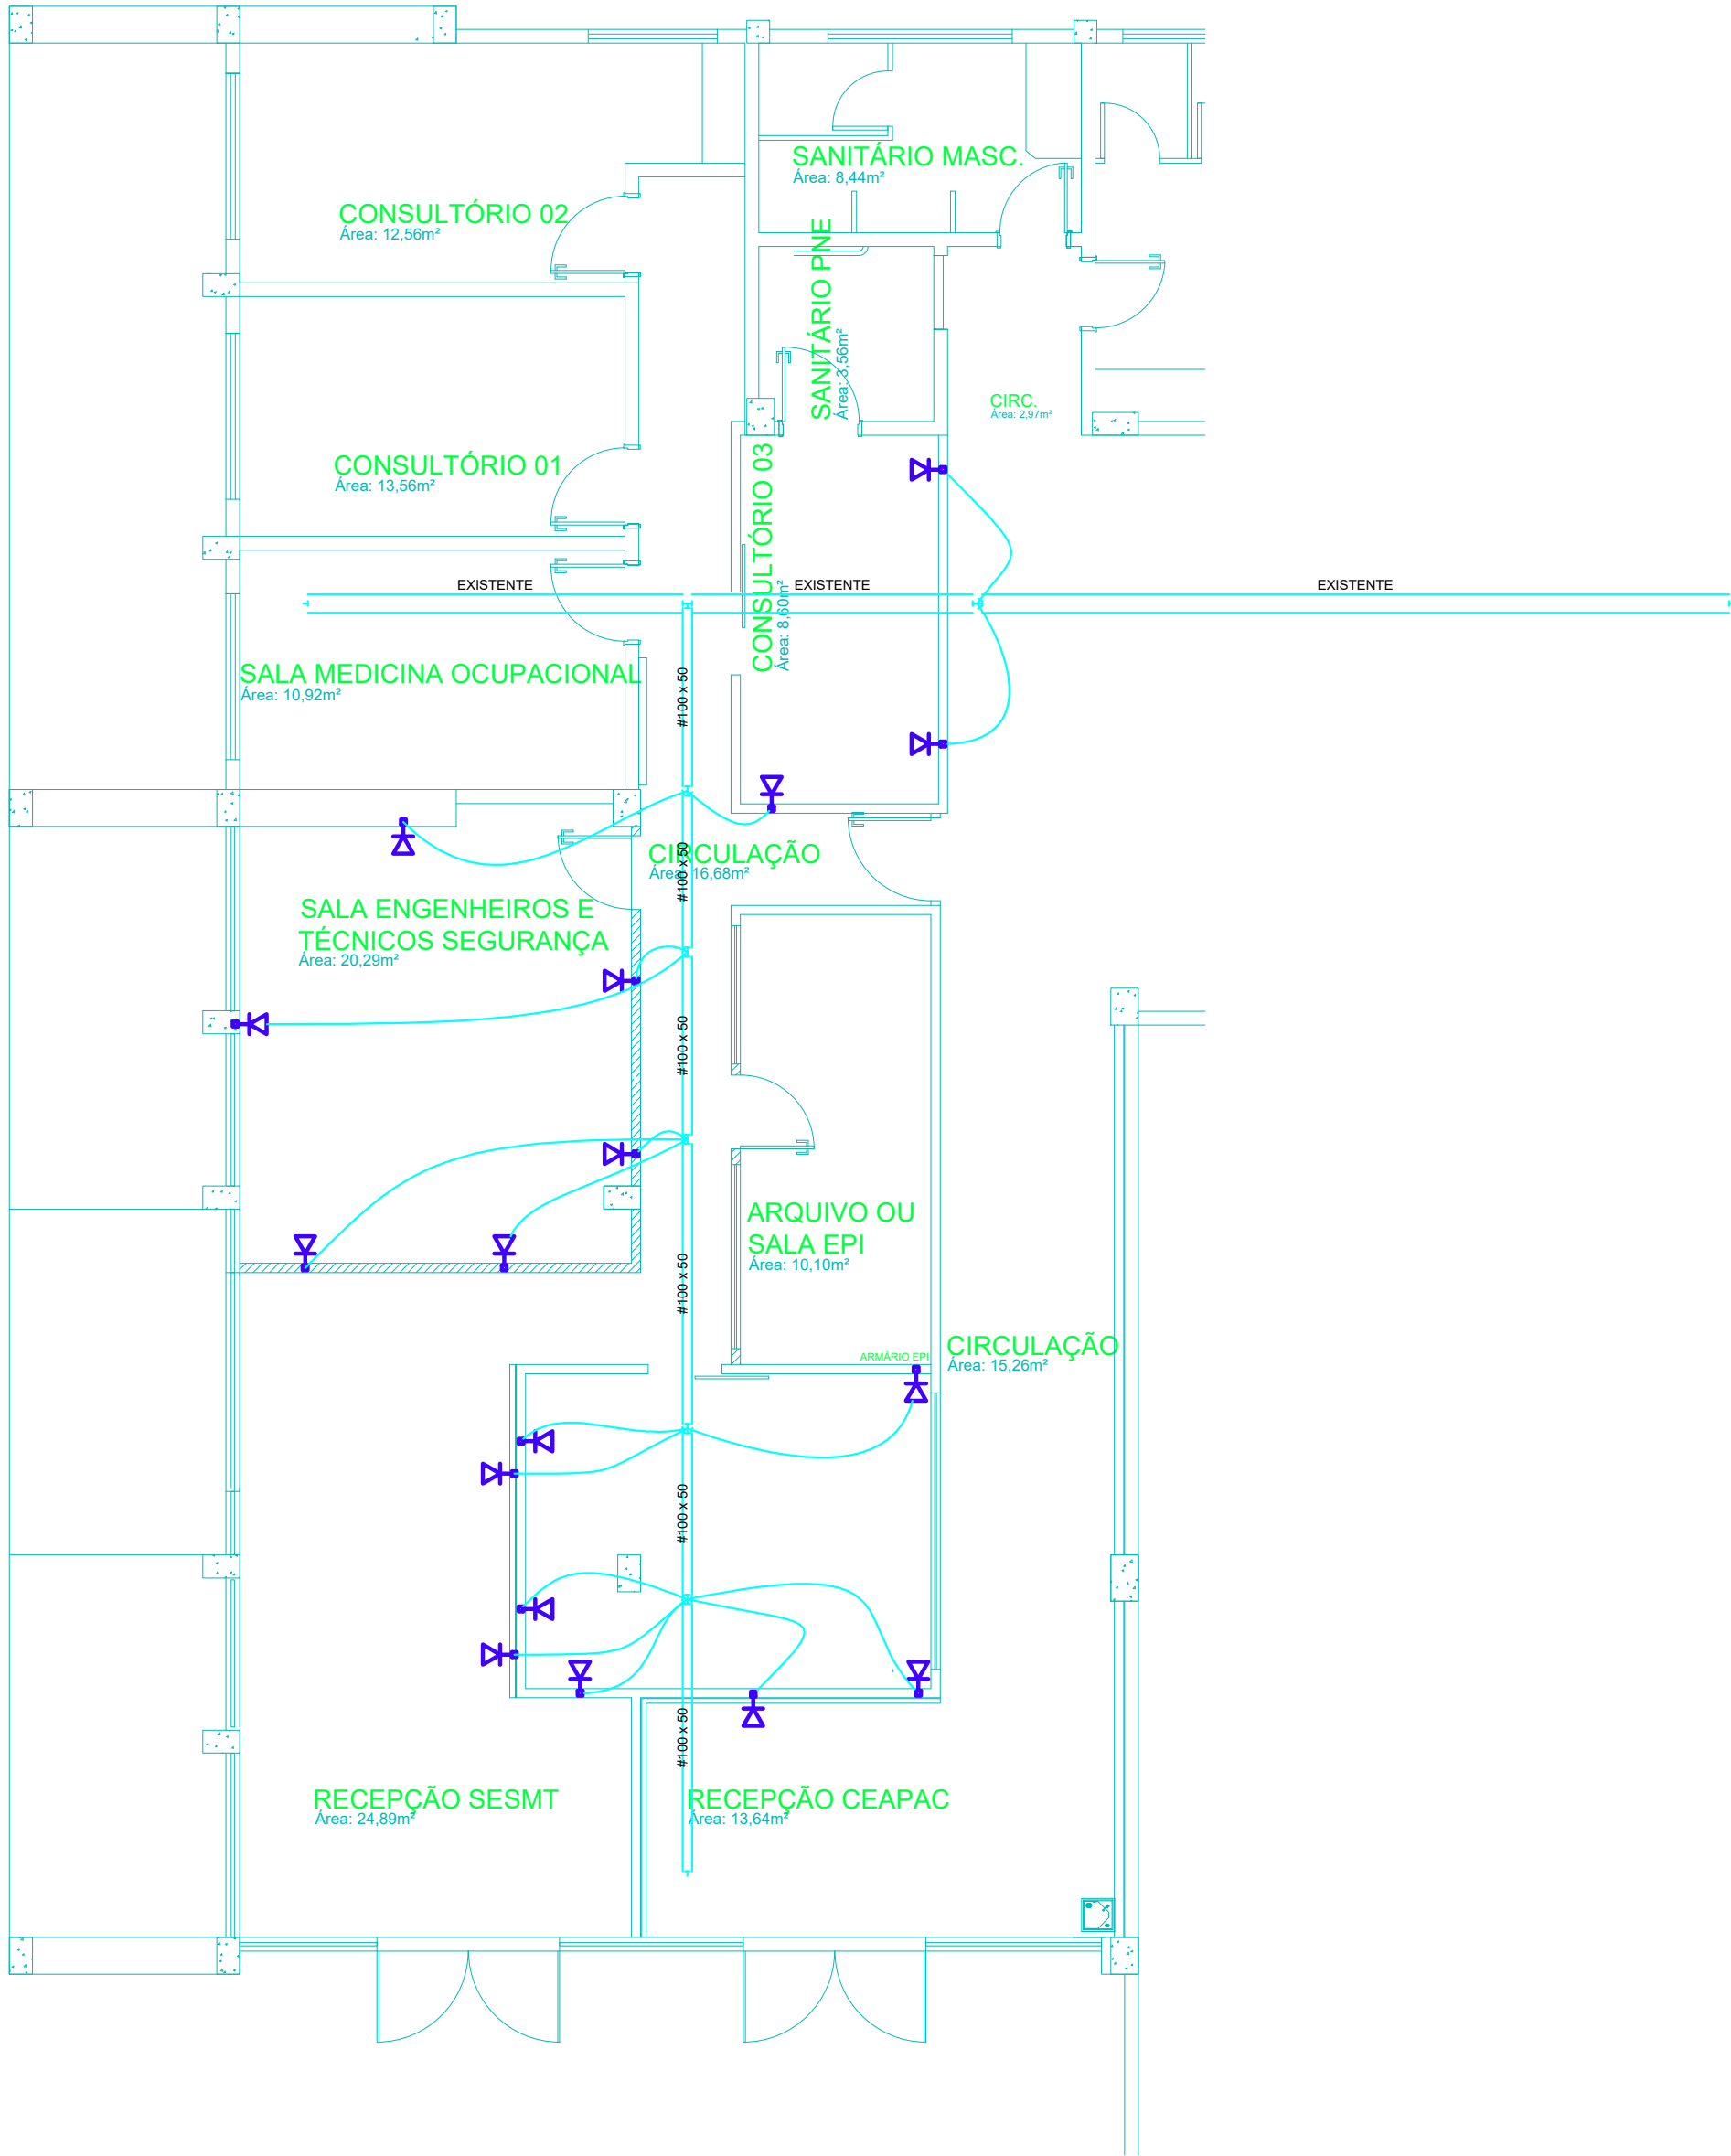 SANITÁRIO MASC.
Área: 8,44m²
CONSULTÓRIO 02
Área: 12,56m²
SANITÁRIO PNE
Área: 3,56m²
CIRC.
Área: 2,97m²
CONSULTÓRIO 01
Área: 13,56m²
CONSULTÓRIO 03
Área: 8,60m²
EXISTENTE
EXISTENTE
EXISTENTE
SALA MEDICINA OCUPACIONAL
Área: 10,92m²
#100 x 50
CIRCULAÇÃO
Área: 16,68m²
#100 x 50
SALA ENGENHEIROS E
TÉCNICOS SEGURANÇA
Área: 20,29m²
#100 x 50
ARQUIVO OU
SALA EPI
Área: 10,10m²
#100 x 50
CIRCULAÇÃO
Área: 15,26m²
ARMÁRIO EPI
#100 x 50
#100 x 50
RECEPÇÃO SESMT
Área: 24,89m²
RECEPÇÃO CEAPAC
Área: 13,64m²